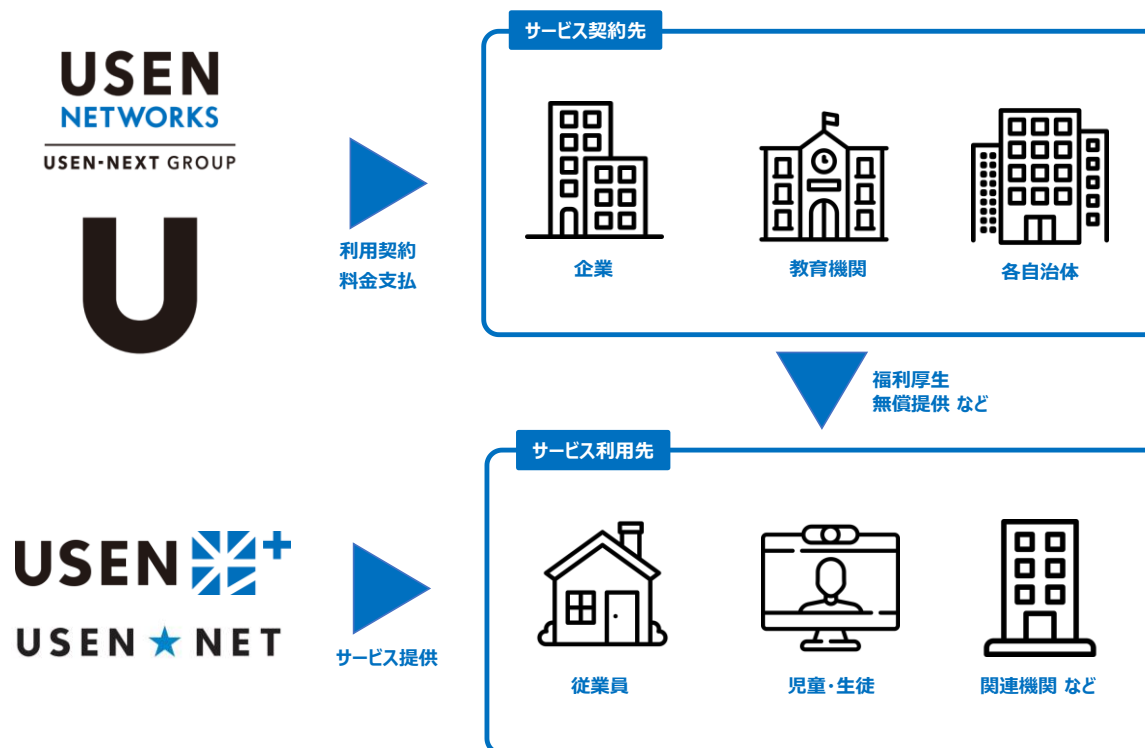 USEN
NETWORKS
USEN-NEXT GROUP
U
利用契約
料金支払
サービス契約先
企業
教育機関
各自治体
福利厚生
無償提供 など
USEN +
USEN★NET
サービス提供
サービス利用先
従業員
児童・生徒
関連機関 など